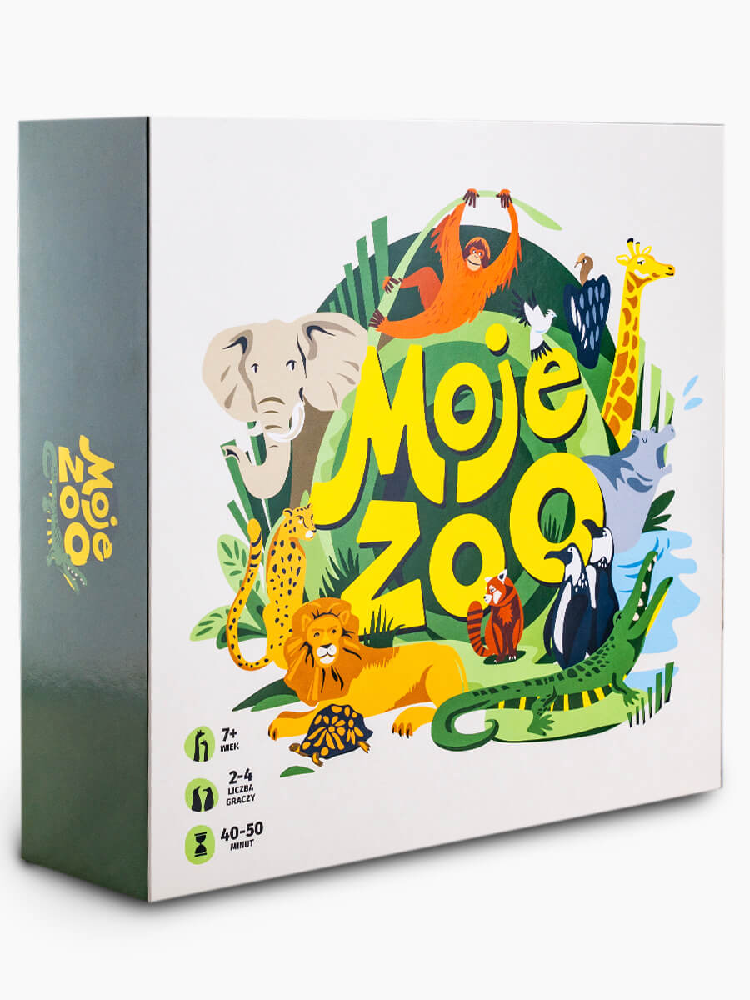 Moje
ZOO
Moje
ZOO
7+
WIEK
2-4
LICZBA
GRACZY
40-50
MINUT